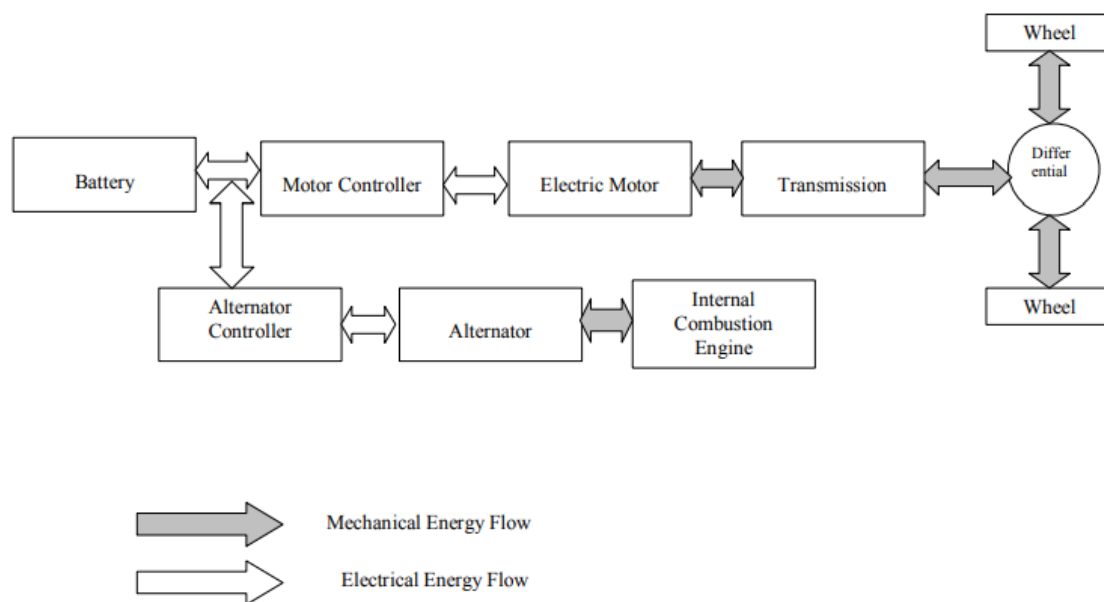 Wheel
Differ
ential
Battery
Motor Controller
Electric Motor
Transmission
Wheel
Alternator
Controller
Alternator
Internal
Combustion
Engine
Mechanical Energy Flow
Electrical Energy Flow